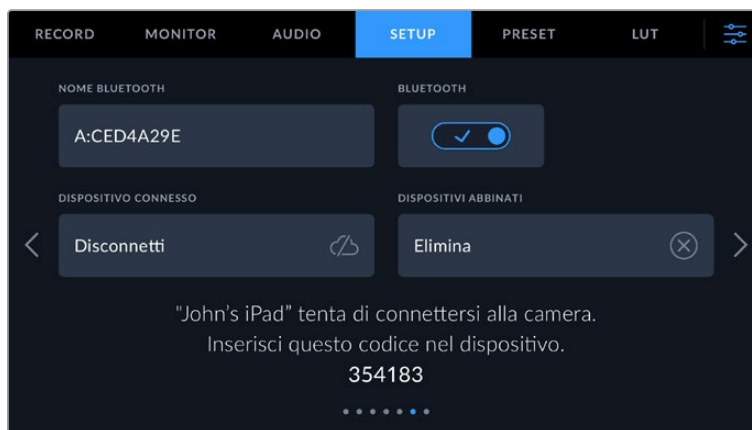 RECORD MONITOR AUDIO SETUP PRESET LUT
NOME BLUETOOTH BLUETOOTH
A:CED4A29E
DISPOSITIVO CONNESSO DISPOSITIVI ABBINATI
Disconnetti Elimina
"John's iPad” tenta di connettersi alla camera.
Inserisci questo codice nel dispositivo.
354183